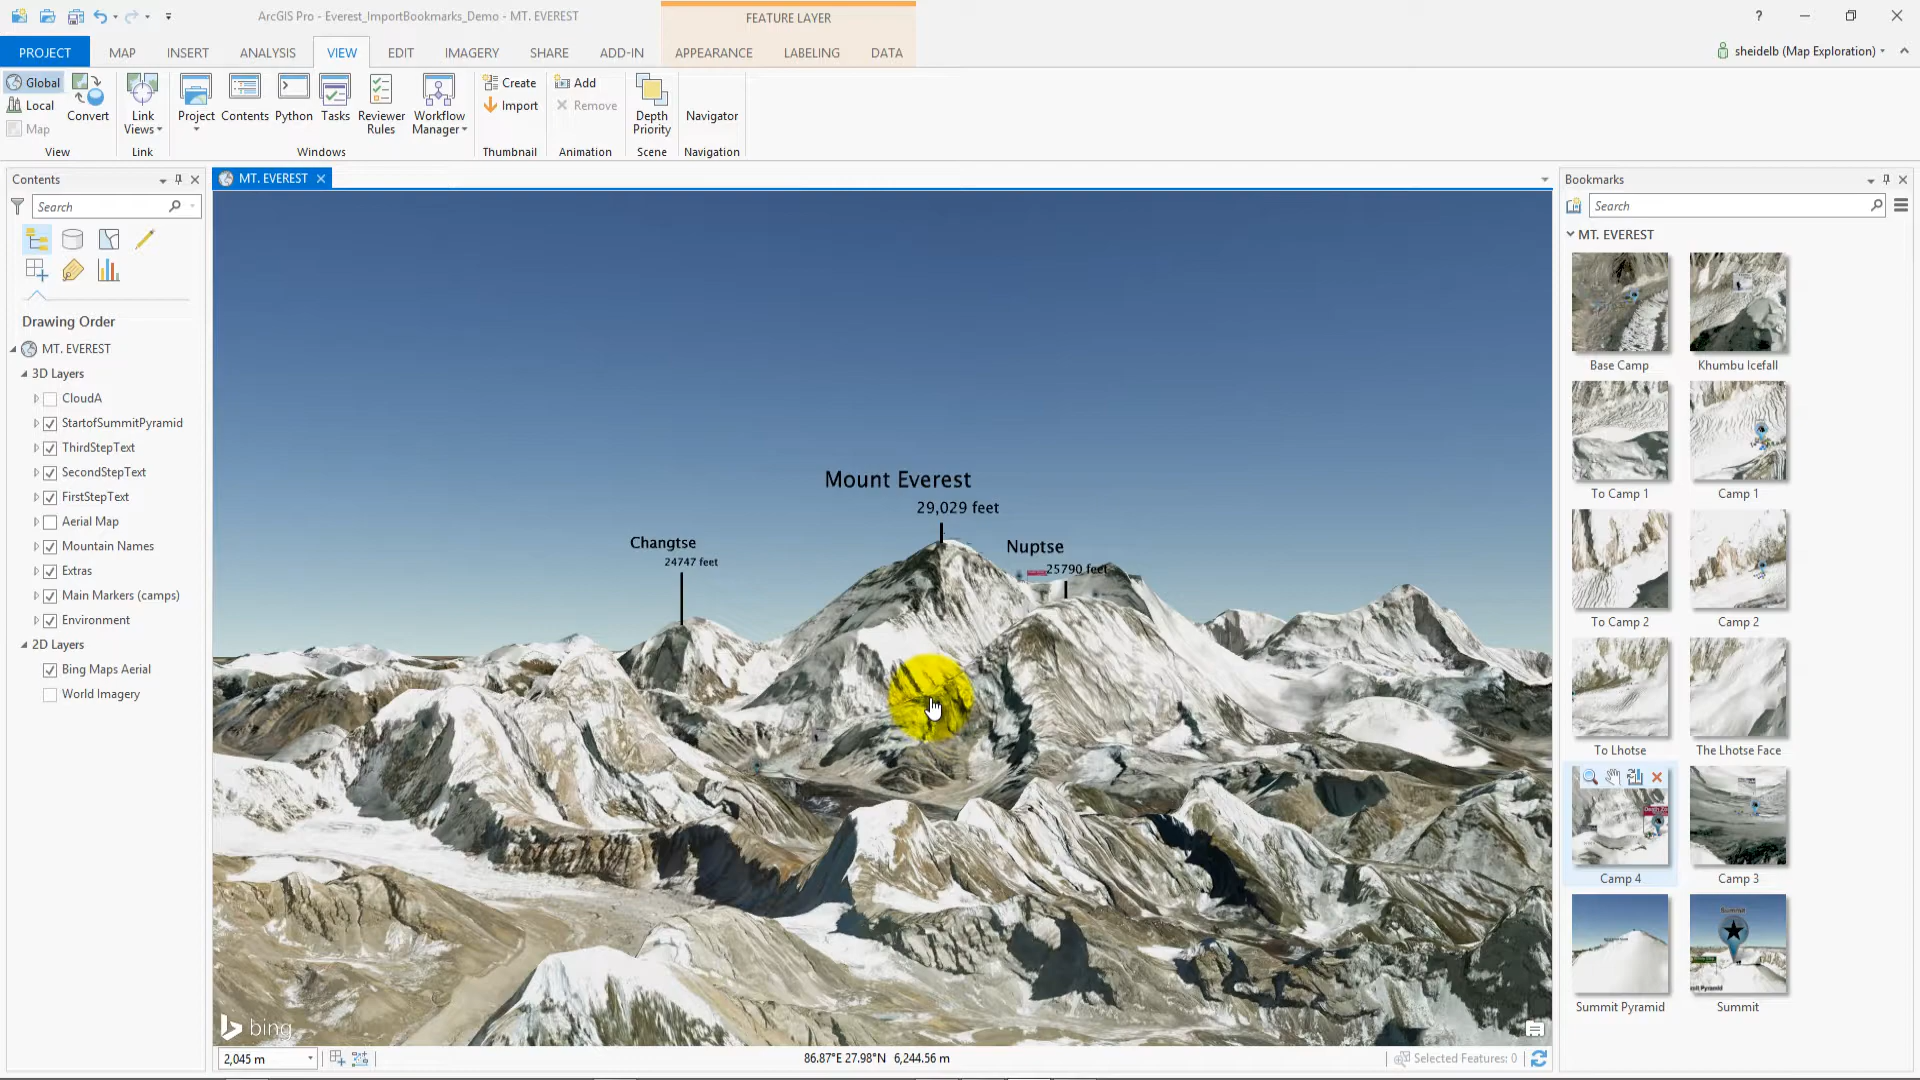 ArcGIS Pro - Everest_ImportBookmarks_Demo - MT. EVEREST
FEATURE LAYER
?
PROJECT MAP INSERT ANALYSIS VIEW EDIT IMAGERY SHARE ADD-IN APPEARANCE LABELING DATA
sheidelb (Map Exploration)
Global
Local
Map
Convert
View
Link Views
Link
Project
Contents
Python
Tasks
Reviewer Rules
Workflow Manager
Windows
Create
Import
Thumbnail
Add
Remove
Animation
Depth Priority
Scene
Navigator
Navigation
Contents
Search
Drawing Order
MT. EVEREST
3D Layers
CloudA
StartofSummitPyramid
ThirdStepText
SecondStepText
FirstStepText
Aerial Map
Mountain Names
Extras
Main Markers (camps)
Environment
2D Layers
Bing Maps Aerial
World Imagery
MT. EVEREST
Mount Everest
29,029 feet
Changtse
24747 feet
Nuptse
25790 feet
bing
2,045 m
86.87°E 27.98°N 6,244.56 m
Selected Features: 0
Bookmarks
Search
MT. EVEREST
Base Camp
Khumbu Icefall
To Camp 1
Camp 1
To Camp 2
Camp 2
To Lhotse
The Lhotse Face
Camp 4
Camp 3
Summit Pyramid
Summit
Summit